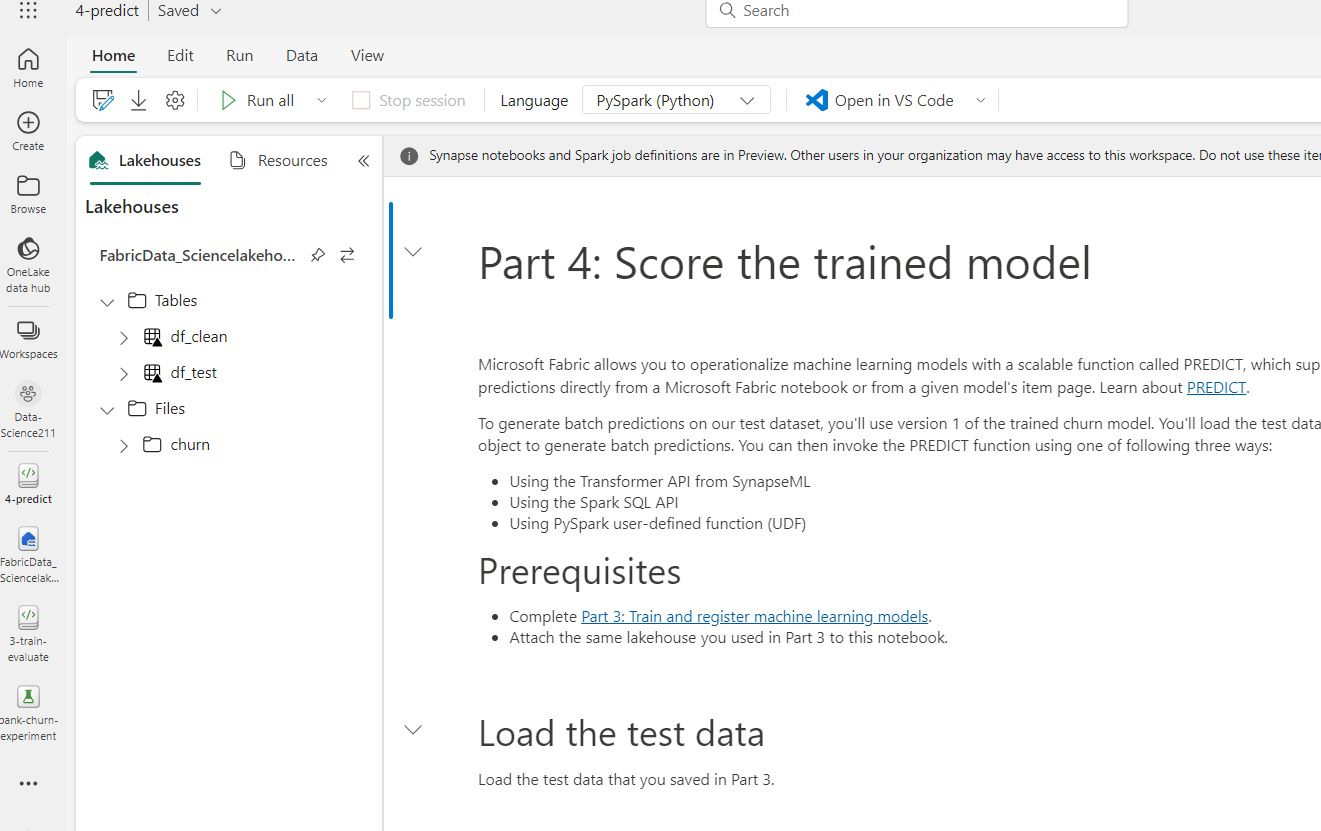 4-predict
Saved
Search
Home
Edit
Run
Data
View
Run all
Stop session
Language
PySpark (Python)
Open in VS Code
Home
Create
Browse
OneLake
data hub
Workspaces
Data-
Science211
4-predict
FabricData_
Sciencelak...
3-train-
evaluate
bank-churn-
experiment
Lakehouses
Resources
Lakehouses
FabricData_Sciencelakeho...
Tables
df_clean
df_test
Files
churn
Synapse notebooks and Spark job definitions are in Preview. Other users in your organization may have access to this workspace. Do not use these
Part 4: Score the trained model
Microsoft Fabric allows you to operationalize machine learning models with a scalable function called PREDICT, which
predictions directly from a Microsoft Fabric notebook or from a given model's item page. Learn about PREDICT.
To generate batch predictions on our test dataset, you'll use version 1 of the trained churn model. You'll load the test data
object to generate batch predictions. You can then invoke the PREDICT function using one of following three ways:
Using the Transformer API from SynapseML
Using the Spark SQL API
Using PySpark user-defined function (UDF)
Prerequisites
Complete Part 3: Train and register machine learning models.
Attach the same lakehouse you used in Part 3 to this notebook.
Load the test data
Load the test data that you saved in Part 3.